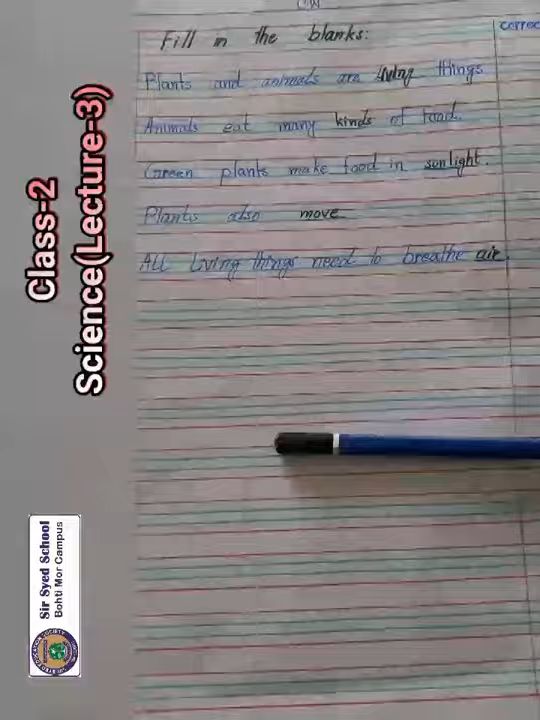 Fill in the blanks:
correc
Plants and animals are living things
Animals eat many kinds of food.
Green plants make food in sunlight.
Plants also move
All living things need to breathe air.
Class-2
Science(Lecture-3)
Sir Syed School
Bohti Mor Campus